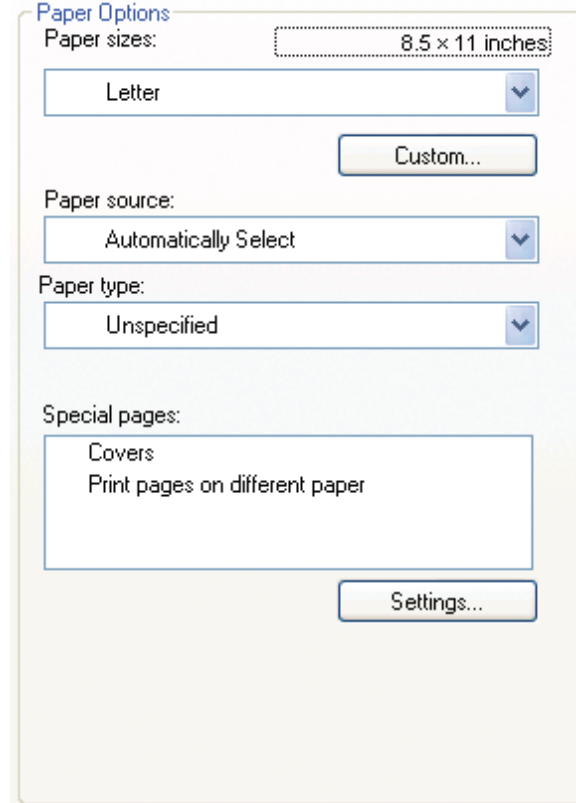 Paper Options
Paper sizes: 8.5 × 11 inches
Letter
Custom...
Paper source:
Automatically Select
Paper type:
Unspecified
Special pages:
Covers
Print pages on different paper
Settings...